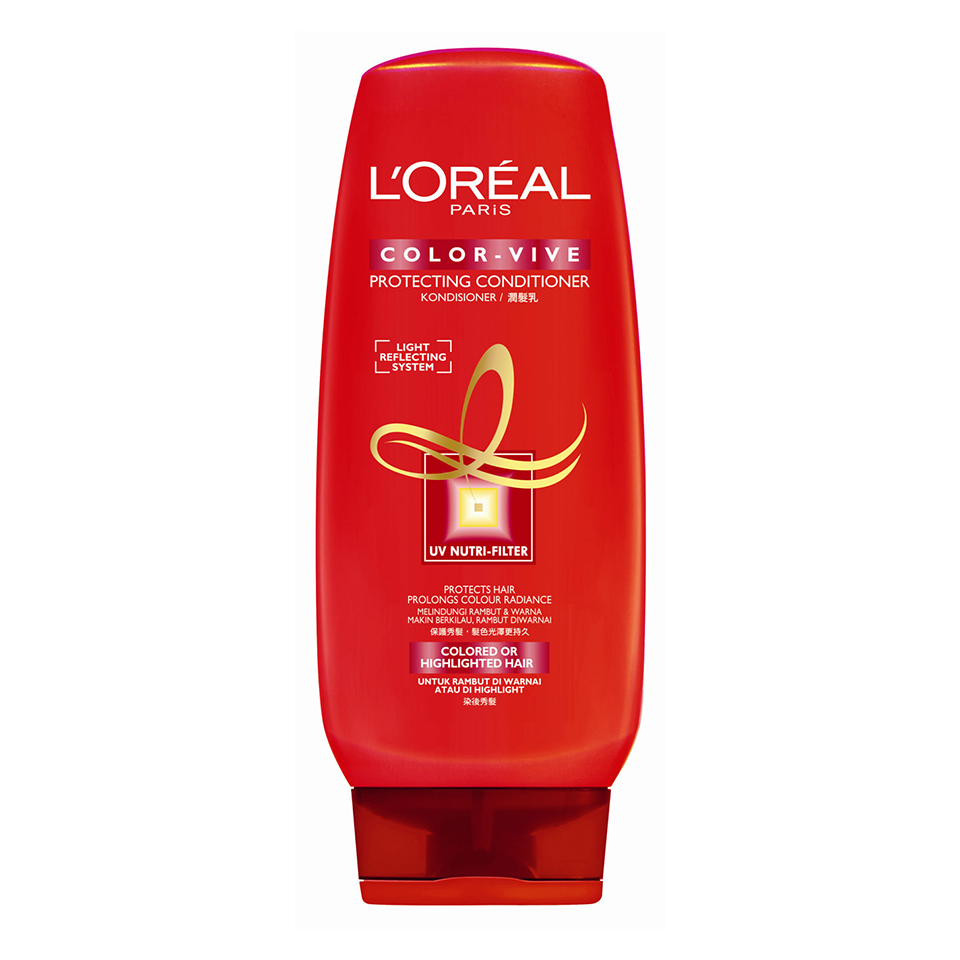 L'ORÉAL
PARiS
COLOR-VIVE
PROTECTING CONDITIONER
KONDISIONER / 潤髮乳
LIGHT
REFLECTING
SYSTEM
UV NUTRI-FILTER
PROTECTS HAIR
PROLONGS COLOUR RADIANCE
MELINDUNGI RAMBUT & WARNA
MAKIN BERKILAU, RAMBUT DIWARNAI
保護秀髮，髮色光澤更持久
COLORED OR
HIGHLIGHTED HAIR
UNTUK RAMBUT DI WARNAI
ATAU DI HIGHLIGHT
染後秀髮